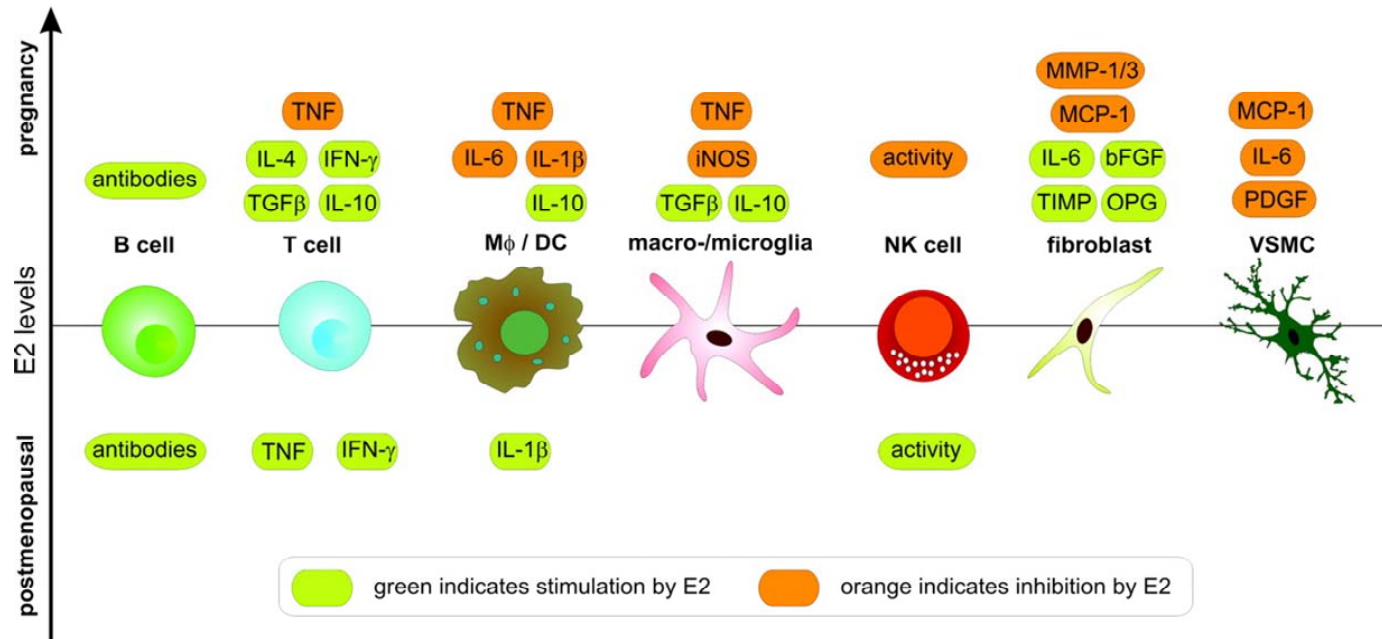 pregnancy
E2 levels
postmenopausal
MMP-1/3
TNF TNF TNF MCP-1 MCP-1
antibodies IL-4 IFN-γ IL-6 IL-1β iNOS activity IL-6 bFGF IL-6
TGFβ IL-10 IL-10 TGFβ IL-10 TIMP OPG PDGF
B cell T cell Mϕ / DC macro-/microglia NK cell fibroblast VSMC
antibodies TNF IFN-γ IL-1β activity
green indicates stimulation by E2 orange indicates inhibition by E2